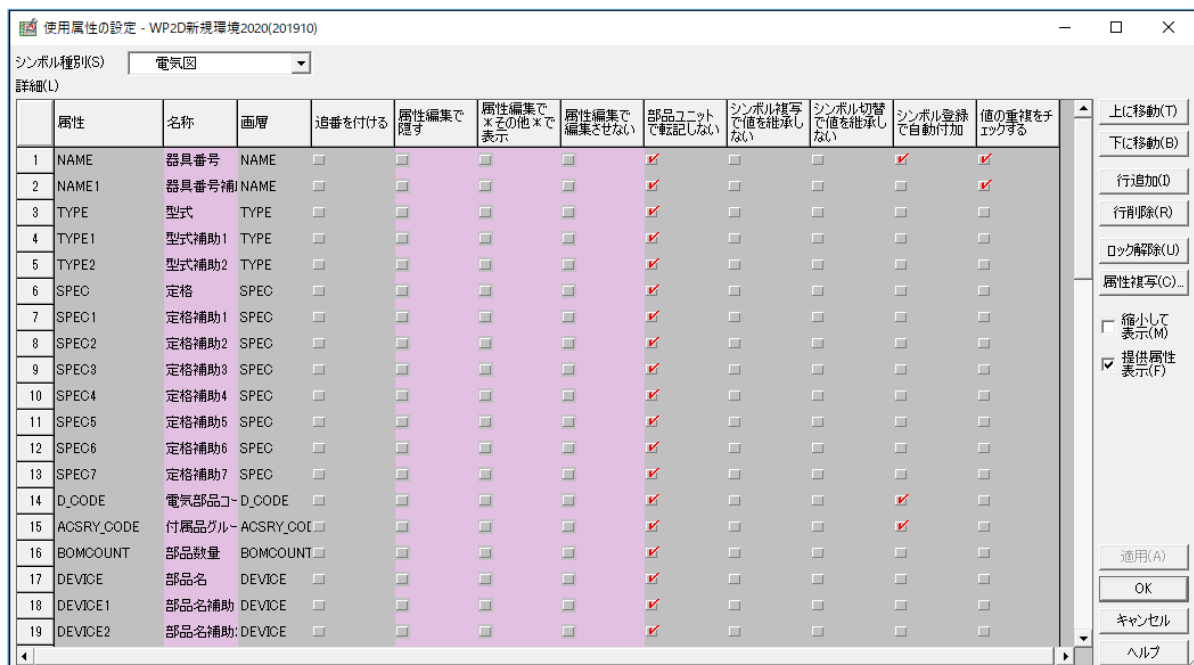 使用属性の設定 - WP2D新規環境2020(201910)
シンボル種別(S) 電気図
詳細(L)
属性 名称 画層 追番を付ける 属性編集で隠す 属性編集で*その他*で表示 属性編集で編集させない 部品ユニットで転記しない シンボル複写で値を継承しない シンボル切替で値を継承しない シンボル登録で自動付加 値の重複をチェックする
1 NAME 器具番号 NAME
2 NAME1 器具番号補 NAME
3 TYPE 型式 TYPE
4 TYPE1 型式補助1 TYPE
5 TYPE2 型式補助2 TYPE
6 SPEC 定格 SPEC
7 SPEC1 定格補助1 SPEC
8 SPEC2 定格補助2 SPEC
9 SPEC3 定格補助3 SPEC
10 SPEC4 定格補助4 SPEC
11 SPEC5 定格補助5 SPEC
12 SPEC6 定格補助6 SPEC
13 SPEC7 定格補助7 SPEC
14 D_CODE 電気部品コー D_CODE
15 ACSRY_CODE 付属品グルー ACSRY_COD
16 BOMCOUNT 部品数量 BOMCOUNT
17 DEVICE 部品名 DEVICE
18 DEVICE1 部品名補助 DEVICE
19 DEVICE2 部品名補助 DEVICE
上に移動(T)
下に移動(B)
行追加(I)
行削除(R)
ロック解除(U)
属性複写(C)...
縮小して
表示(M)
提供属性
表示(F)
適用(A)
OK
キャンセル
ヘルプ